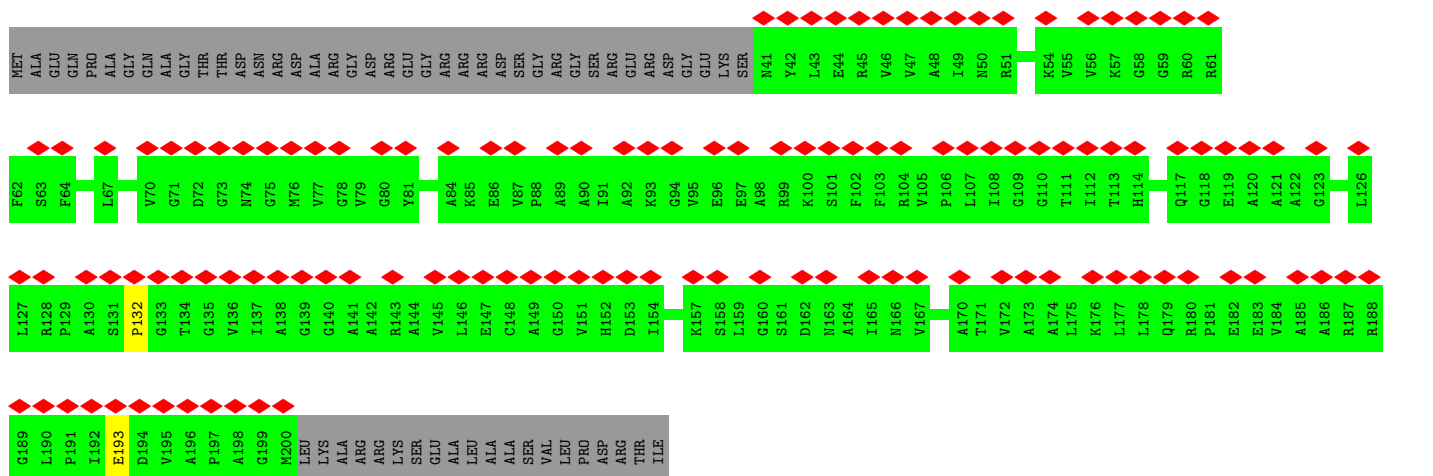 MET ALA GLU GLN PRO ALA GLY GLN ALA GLY THR THR ASP ASN ARG ASP ALA ARG GLY ASP ARG GLU GLY ARG ARG ARG ASP SER GLY ARG GLY SER ARG GLU ARG ASP GLY GLU LYS SER N41 Y42 L43 E44 R45 V46 V47 A48 I49 N50 R51 K54 V55 V56 K57 G58 G59 R60 R61
F62 S63 F64 L67 V70 G71 D72 G73 N74 G75 M76 V77 G78 V79 G80 Y81 A84 K85 E86 V87 P88 A89 A90 I91 A92 K93 G94 V95 E96 E97 A98 R99 K100 S101 F102 F103 R104 V105 P106 L107 I108 G109 G110 T111 I112 T113 H114 Q117 G118 E119 A120 A121 A122 G123 L126
L127 R128 P129 A130 S131 P132 G133 T134 G135 V136 I137 A138 G139 G140 A141 A142 R143 A144 V145 L146 E147 C148 A149 G150 V151 H152 D153 I154 K157 S158 L159 G160 S161 D162 N163 A164 I165 N166 V167 A170 T171 V172 A173 A174 L175 K176 L177 L178 Q179 R180 P181 E182 E183 V184 A185 A186 R187 R188
G189 L190 P191 I192 E193 D194 V195 A196 P197 A198 G199 M200 LEU LYS ALA ARG ARG LYS SER GLU ALA LEU ALA ALA SER VAL LEU PRO ASP ARG THR ILE